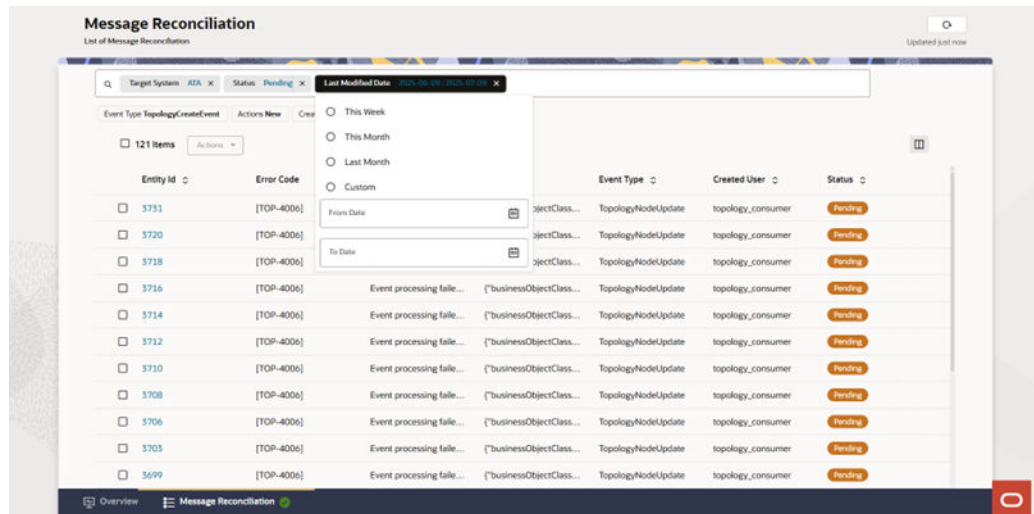 Message Reconciliation
List of Message Reconciliation
Updated just now
Target System ATA × Status Pending × Last Modified Date ×
Event Type TopologyCreateEvent Actions New Crea
This Week
This Month
Last Month
Custom
From Date
To Date
121 Items Actions
Entity Id Error Code Event Type Created User Status
3731 [TOP-4006] bjectClass... TopologyNodeUpdate topology_consumer Pending
3720 [TOP-4006] bjectClass... TopologyNodeUpdate topology_consumer Pending
3718 [TOP-4006] bjectClass... TopologyNodeUpdate topology_consumer Pending
3716 [TOP-4006] Event processing faile... {"businessObjectClass... TopologyNodeUpdate topology_consumer Pending
3714 [TOP-4006] Event processing faile... {"businessObjectClass... TopologyNodeUpdate topology_consumer Pending
3712 [TOP-4006] Event processing faile... {"businessObjectClass... TopologyNodeUpdate topology_consumer Pending
3710 [TOP-4006] Event processing faile... {"businessObjectClass... TopologyNodeUpdate topology_consumer Pending
3708 [TOP-4006] Event processing faile... {"businessObjectClass... TopologyNodeUpdate topology_consumer Pending
3706 [TOP-4006] Event processing faile... {"businessObjectClass... TopologyNodeUpdate topology_consumer Pending
3703 [TOP-4006] Event processing faile... {"businessObjectClass... TopologyNodeUpdate topology_consumer Pending
3699 [TOP-4006] Event processing faile... {"businessObjectClass... TopologyNodeUpdate topology_consumer Pending
Overview Message Reconciliation